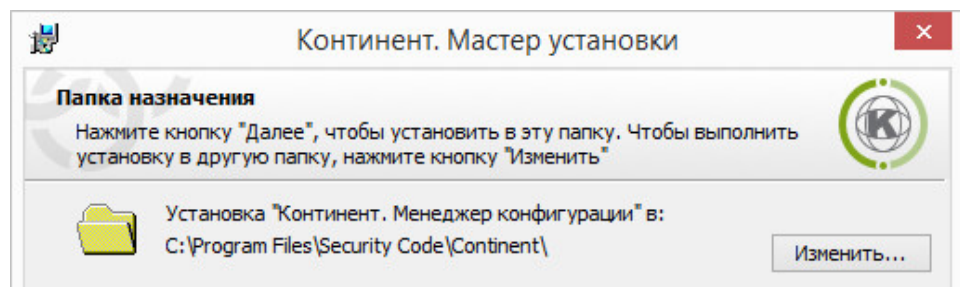 Континент. Мастер установки
Папка назначения
Нажмите кнопку "Далее", чтобы установить в эту папку. Чтобы выполнить
установку в другую папку, нажмите кнопку "Изменить"
K
Установка "Континент. Менеджер конфигурации" в:
C:\Program Files\Security Code\Continent\
Изменить...